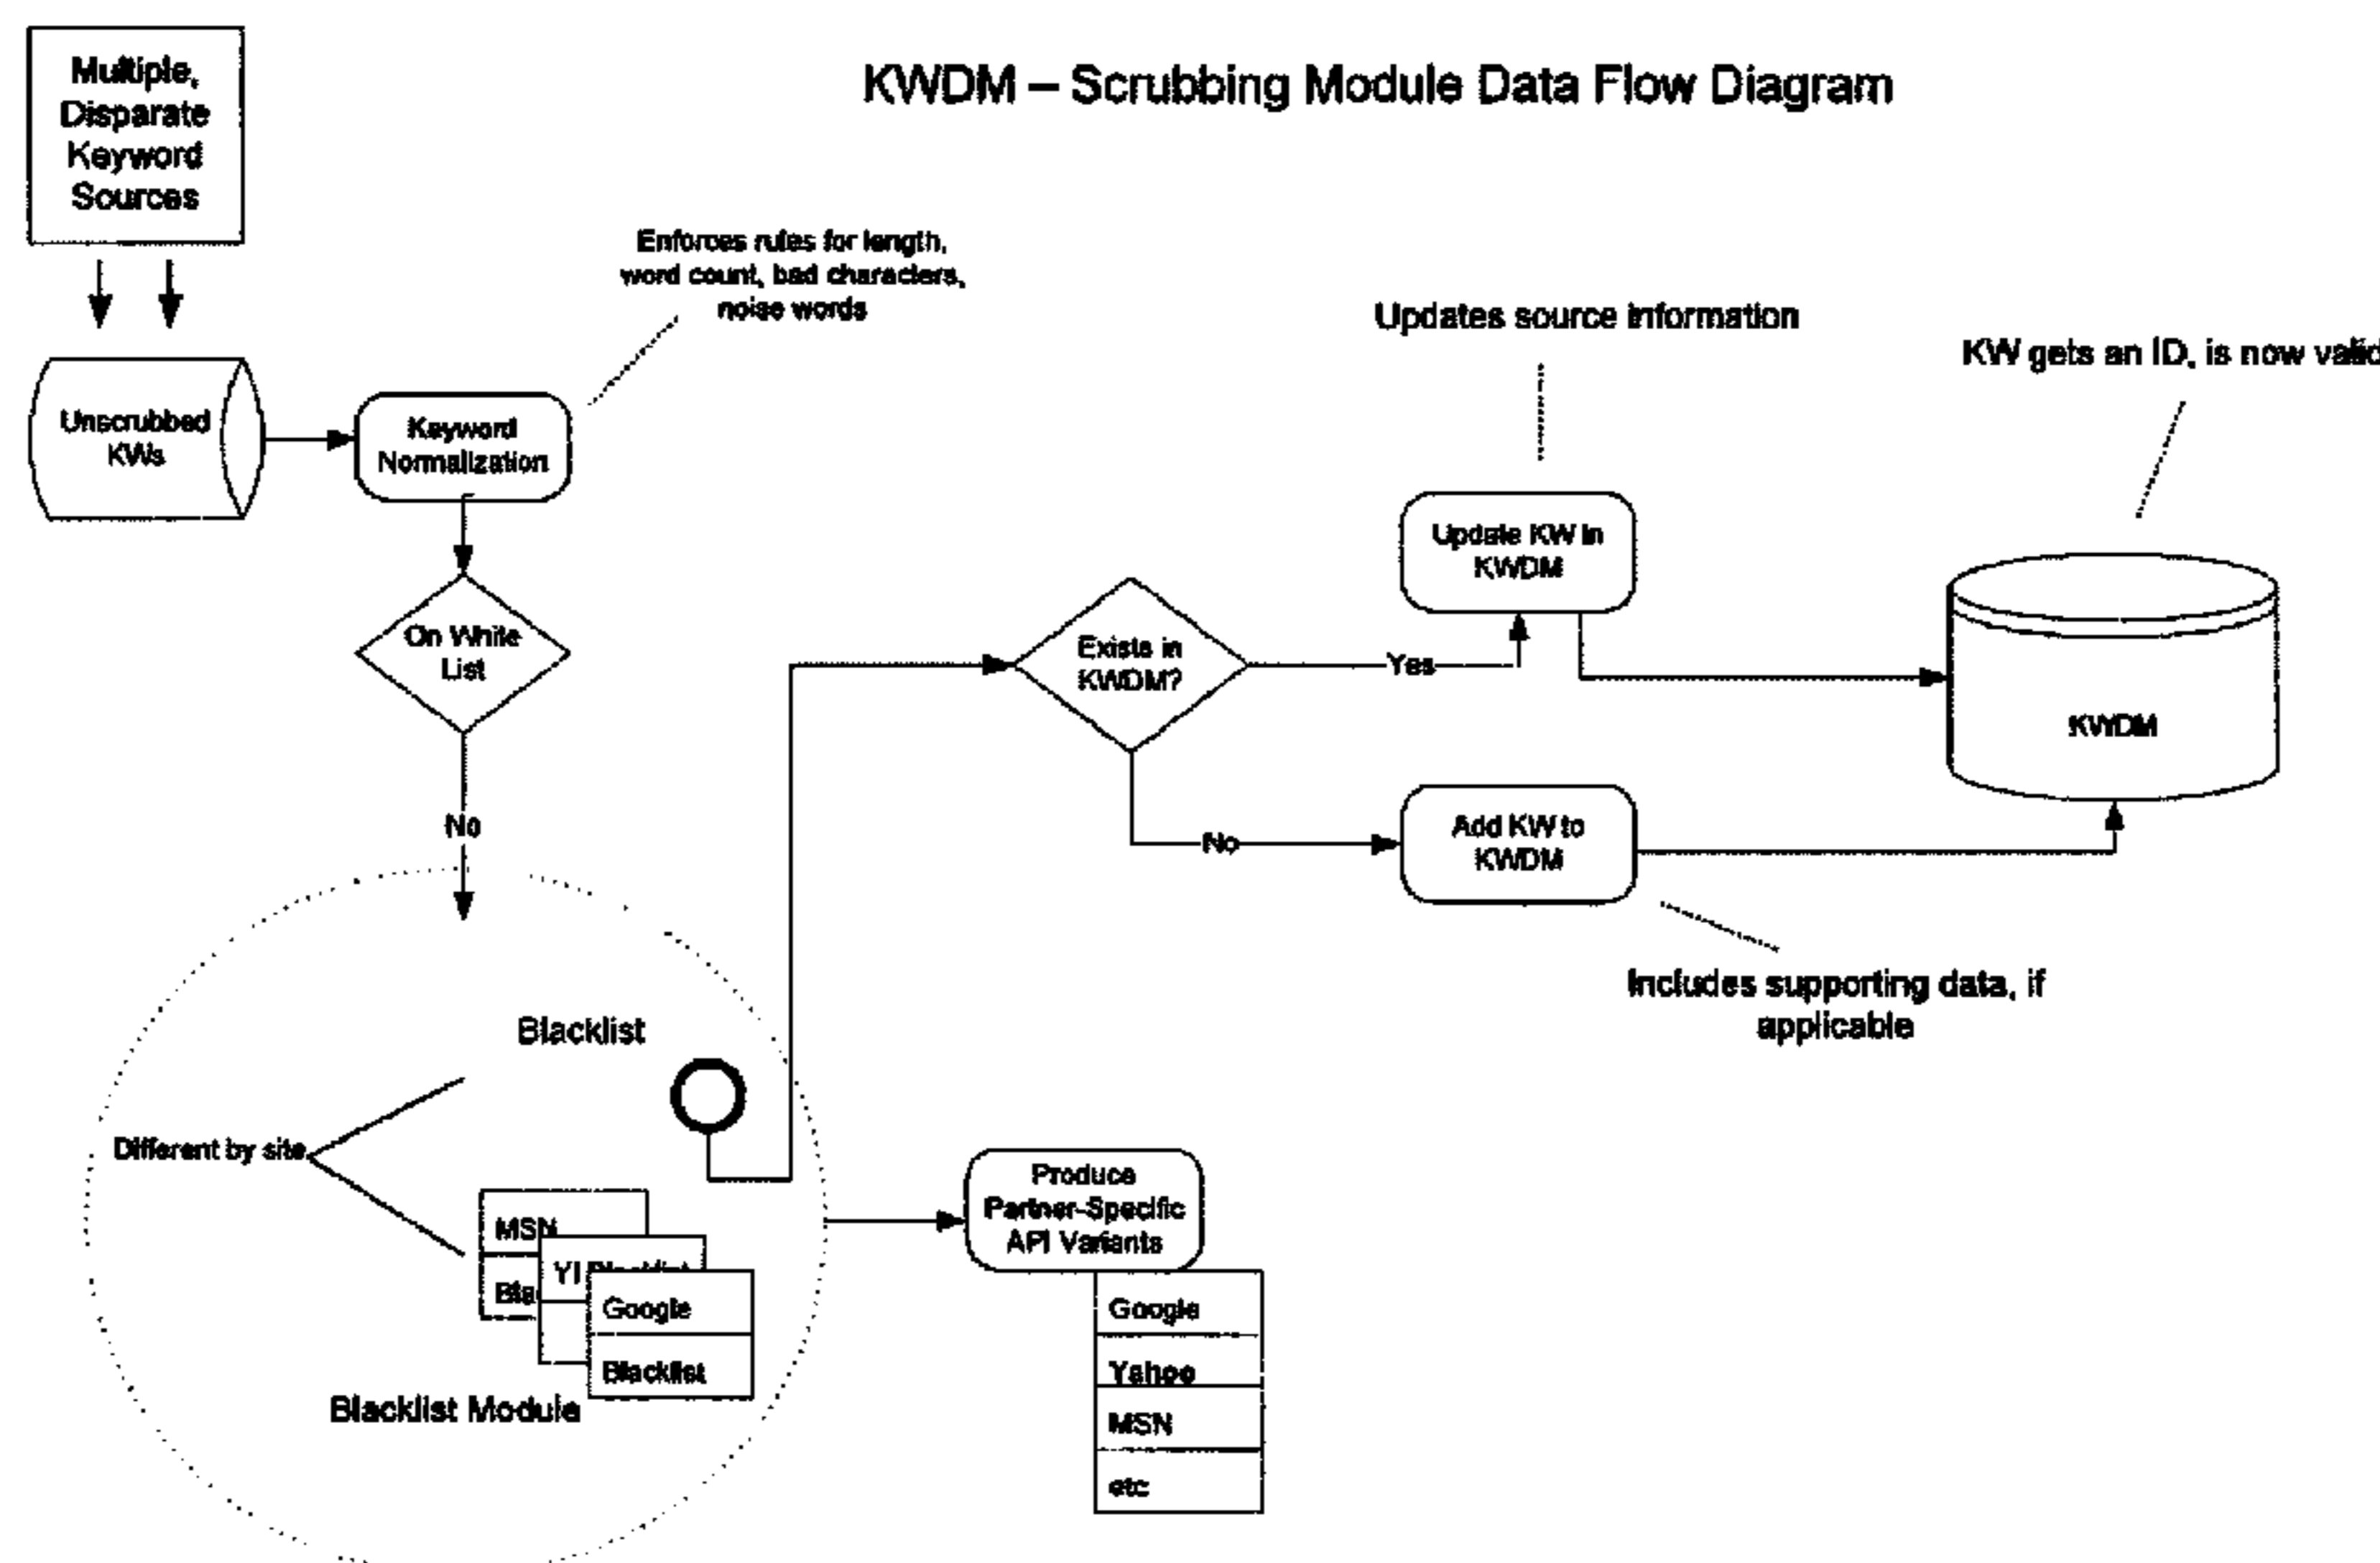 KWDM – Scrubbing Module Data Flow Diagram
Multiple,
Disparate
Keyword
Sources
Enforces rules for length,
word count, bad characters,
noise words
Updates source information
KW gets an ID, is now valid
Unscrubbed
KWs
Keyword
Normalization
Update KW in
KWDM
On White
List
Exists in
KWDM?
Yes
KWDM
No
No
Add KW to
KWDM
Includes supporting data, if
applicable
Blacklist
Different by site
MSN
Google
Blacklist
Blacklist Module
Produce
Partner-Specific
API Variants
Google
Yahoo
MSN
etc